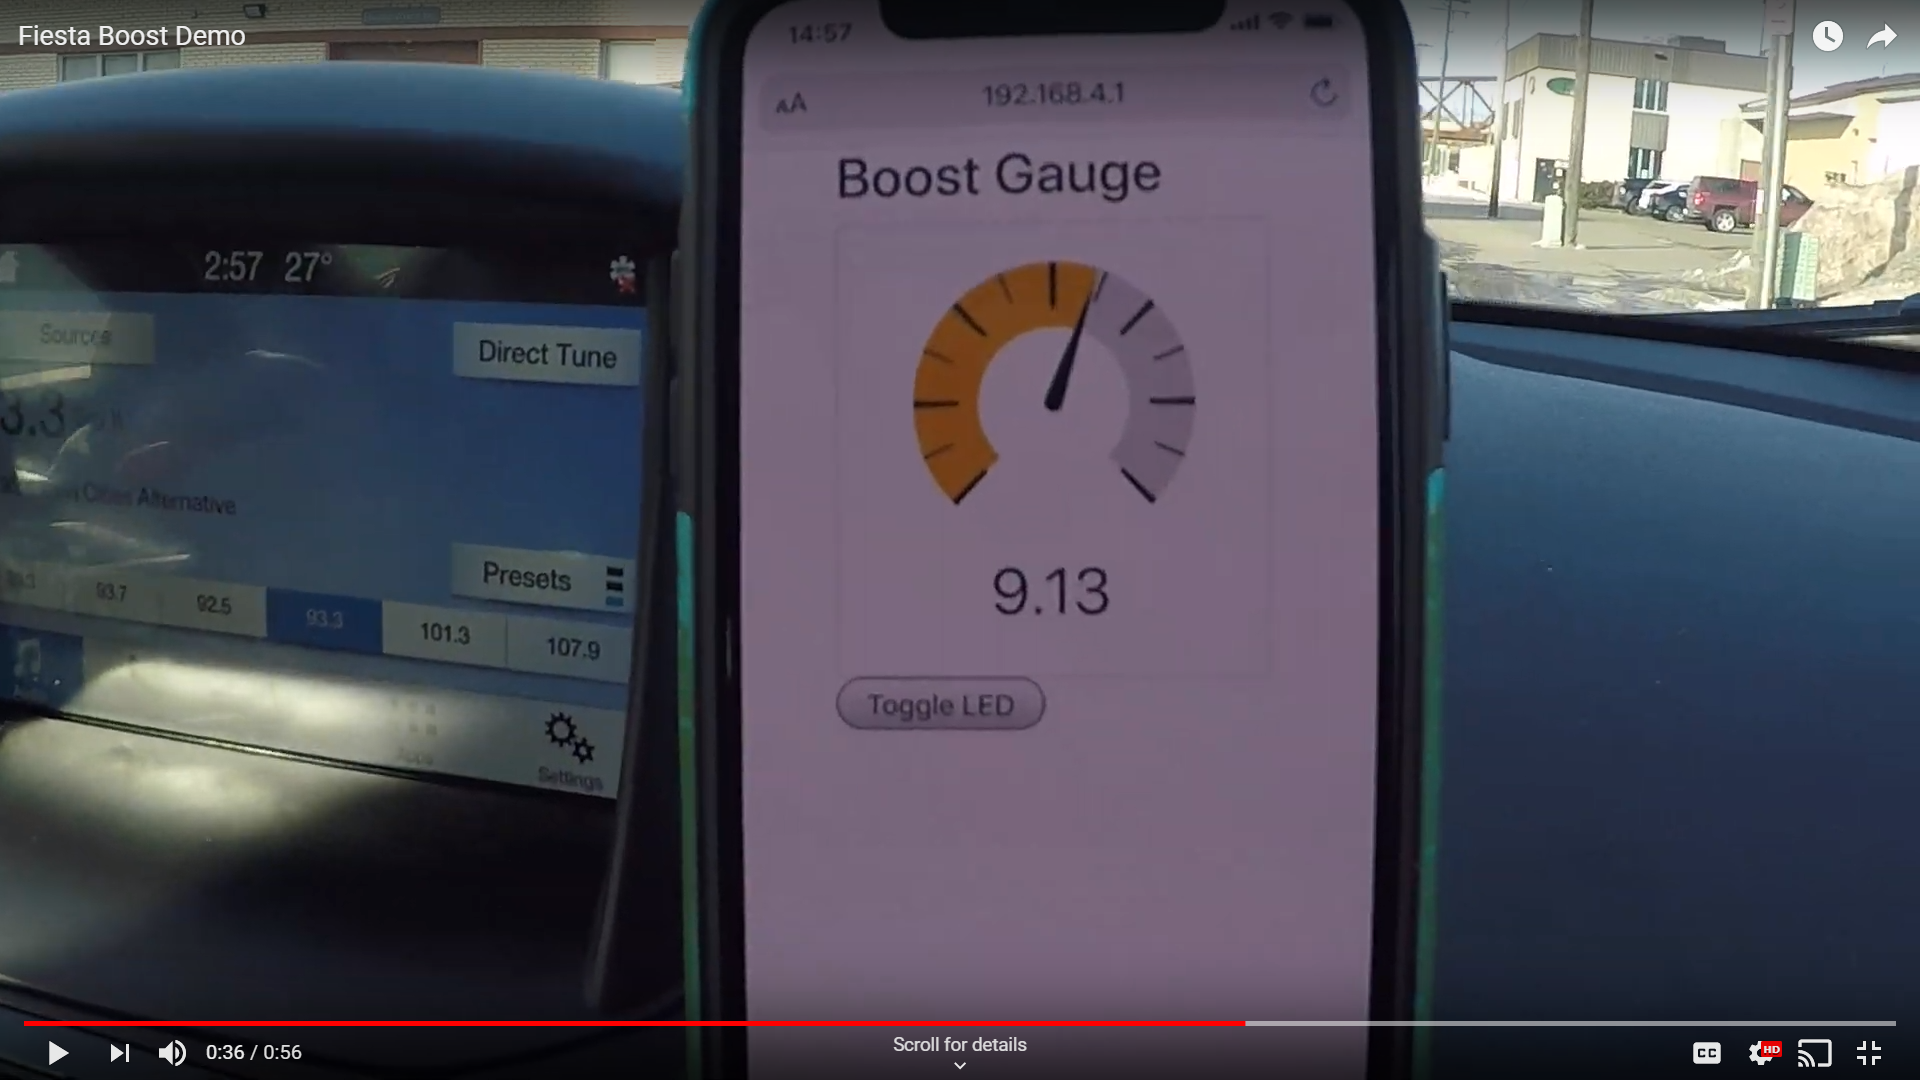 Fiesta Boost Demo
14:57
AA
192.168.4.1
Boost Gauge
9.13
Toggle LED
2:57 27°
Sources
Direct Tune
3.3
Cities Alternative
Presets
93.7
92.5
93.3
101.3
107.9
Apps
Settings
0:36 / 0:56
Scroll for details
CC
HD